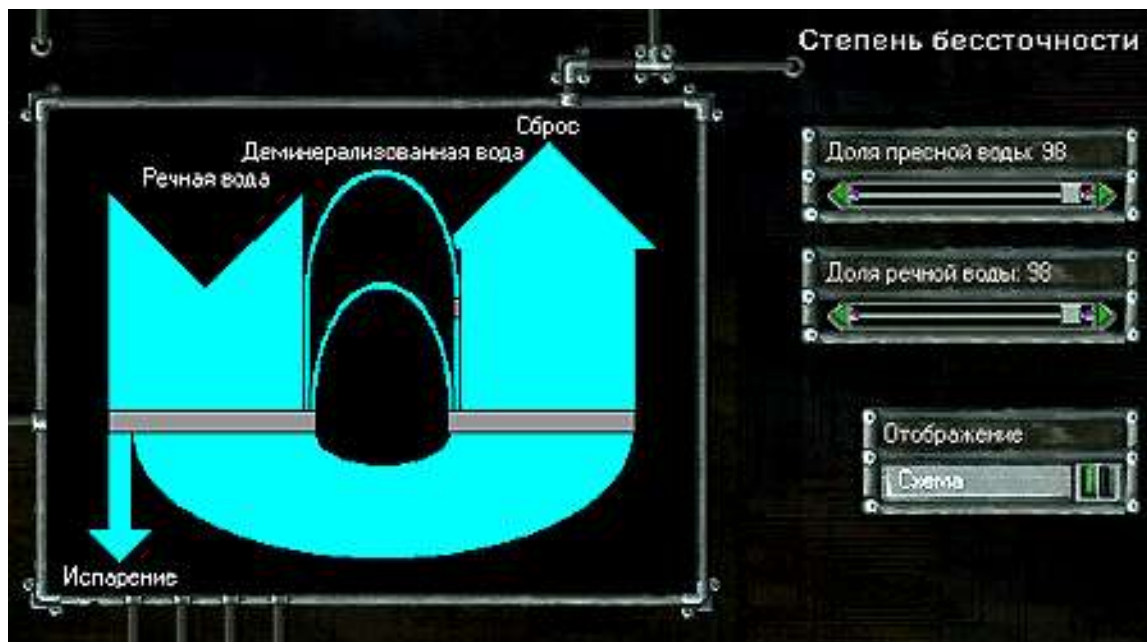 Степень бессточности
Сброс
Деминерализованная вода
Речная вода
Доля пресной воды: 98
Доля речной воды: 98
Отображение
Схема
Испарение